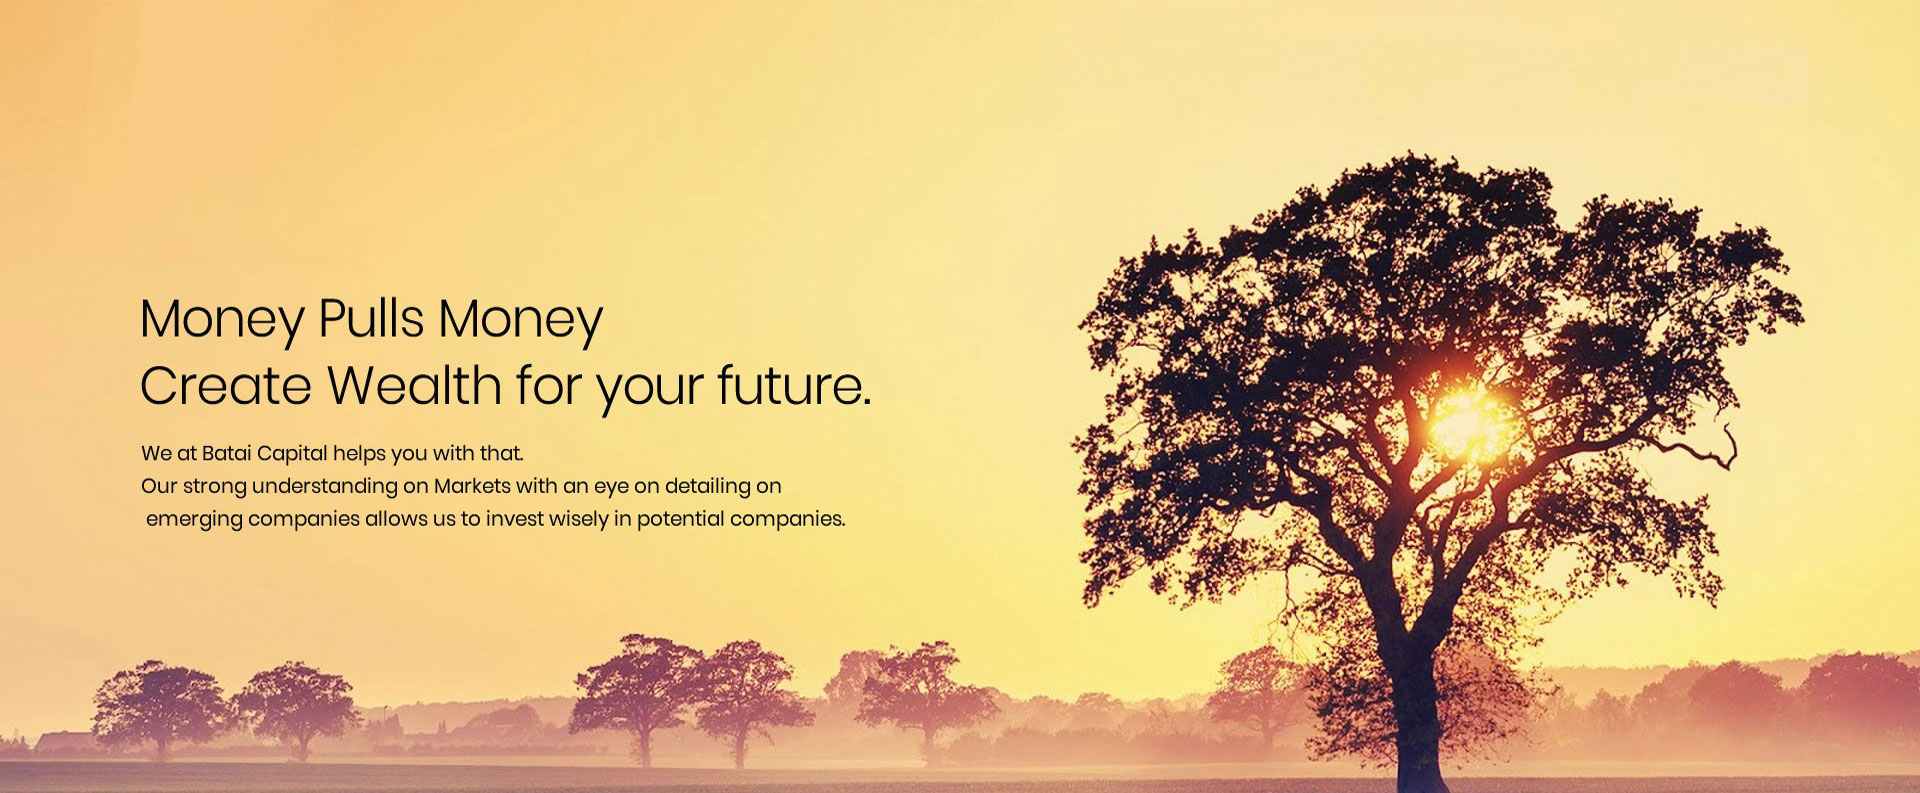 Money Pulls Money
Create Wealth for your future.
We at Batai Capital helps you with that.
Our strong understanding on Markets with an eye on detailing on
emerging companies allows us to invest wisely in potential companies.